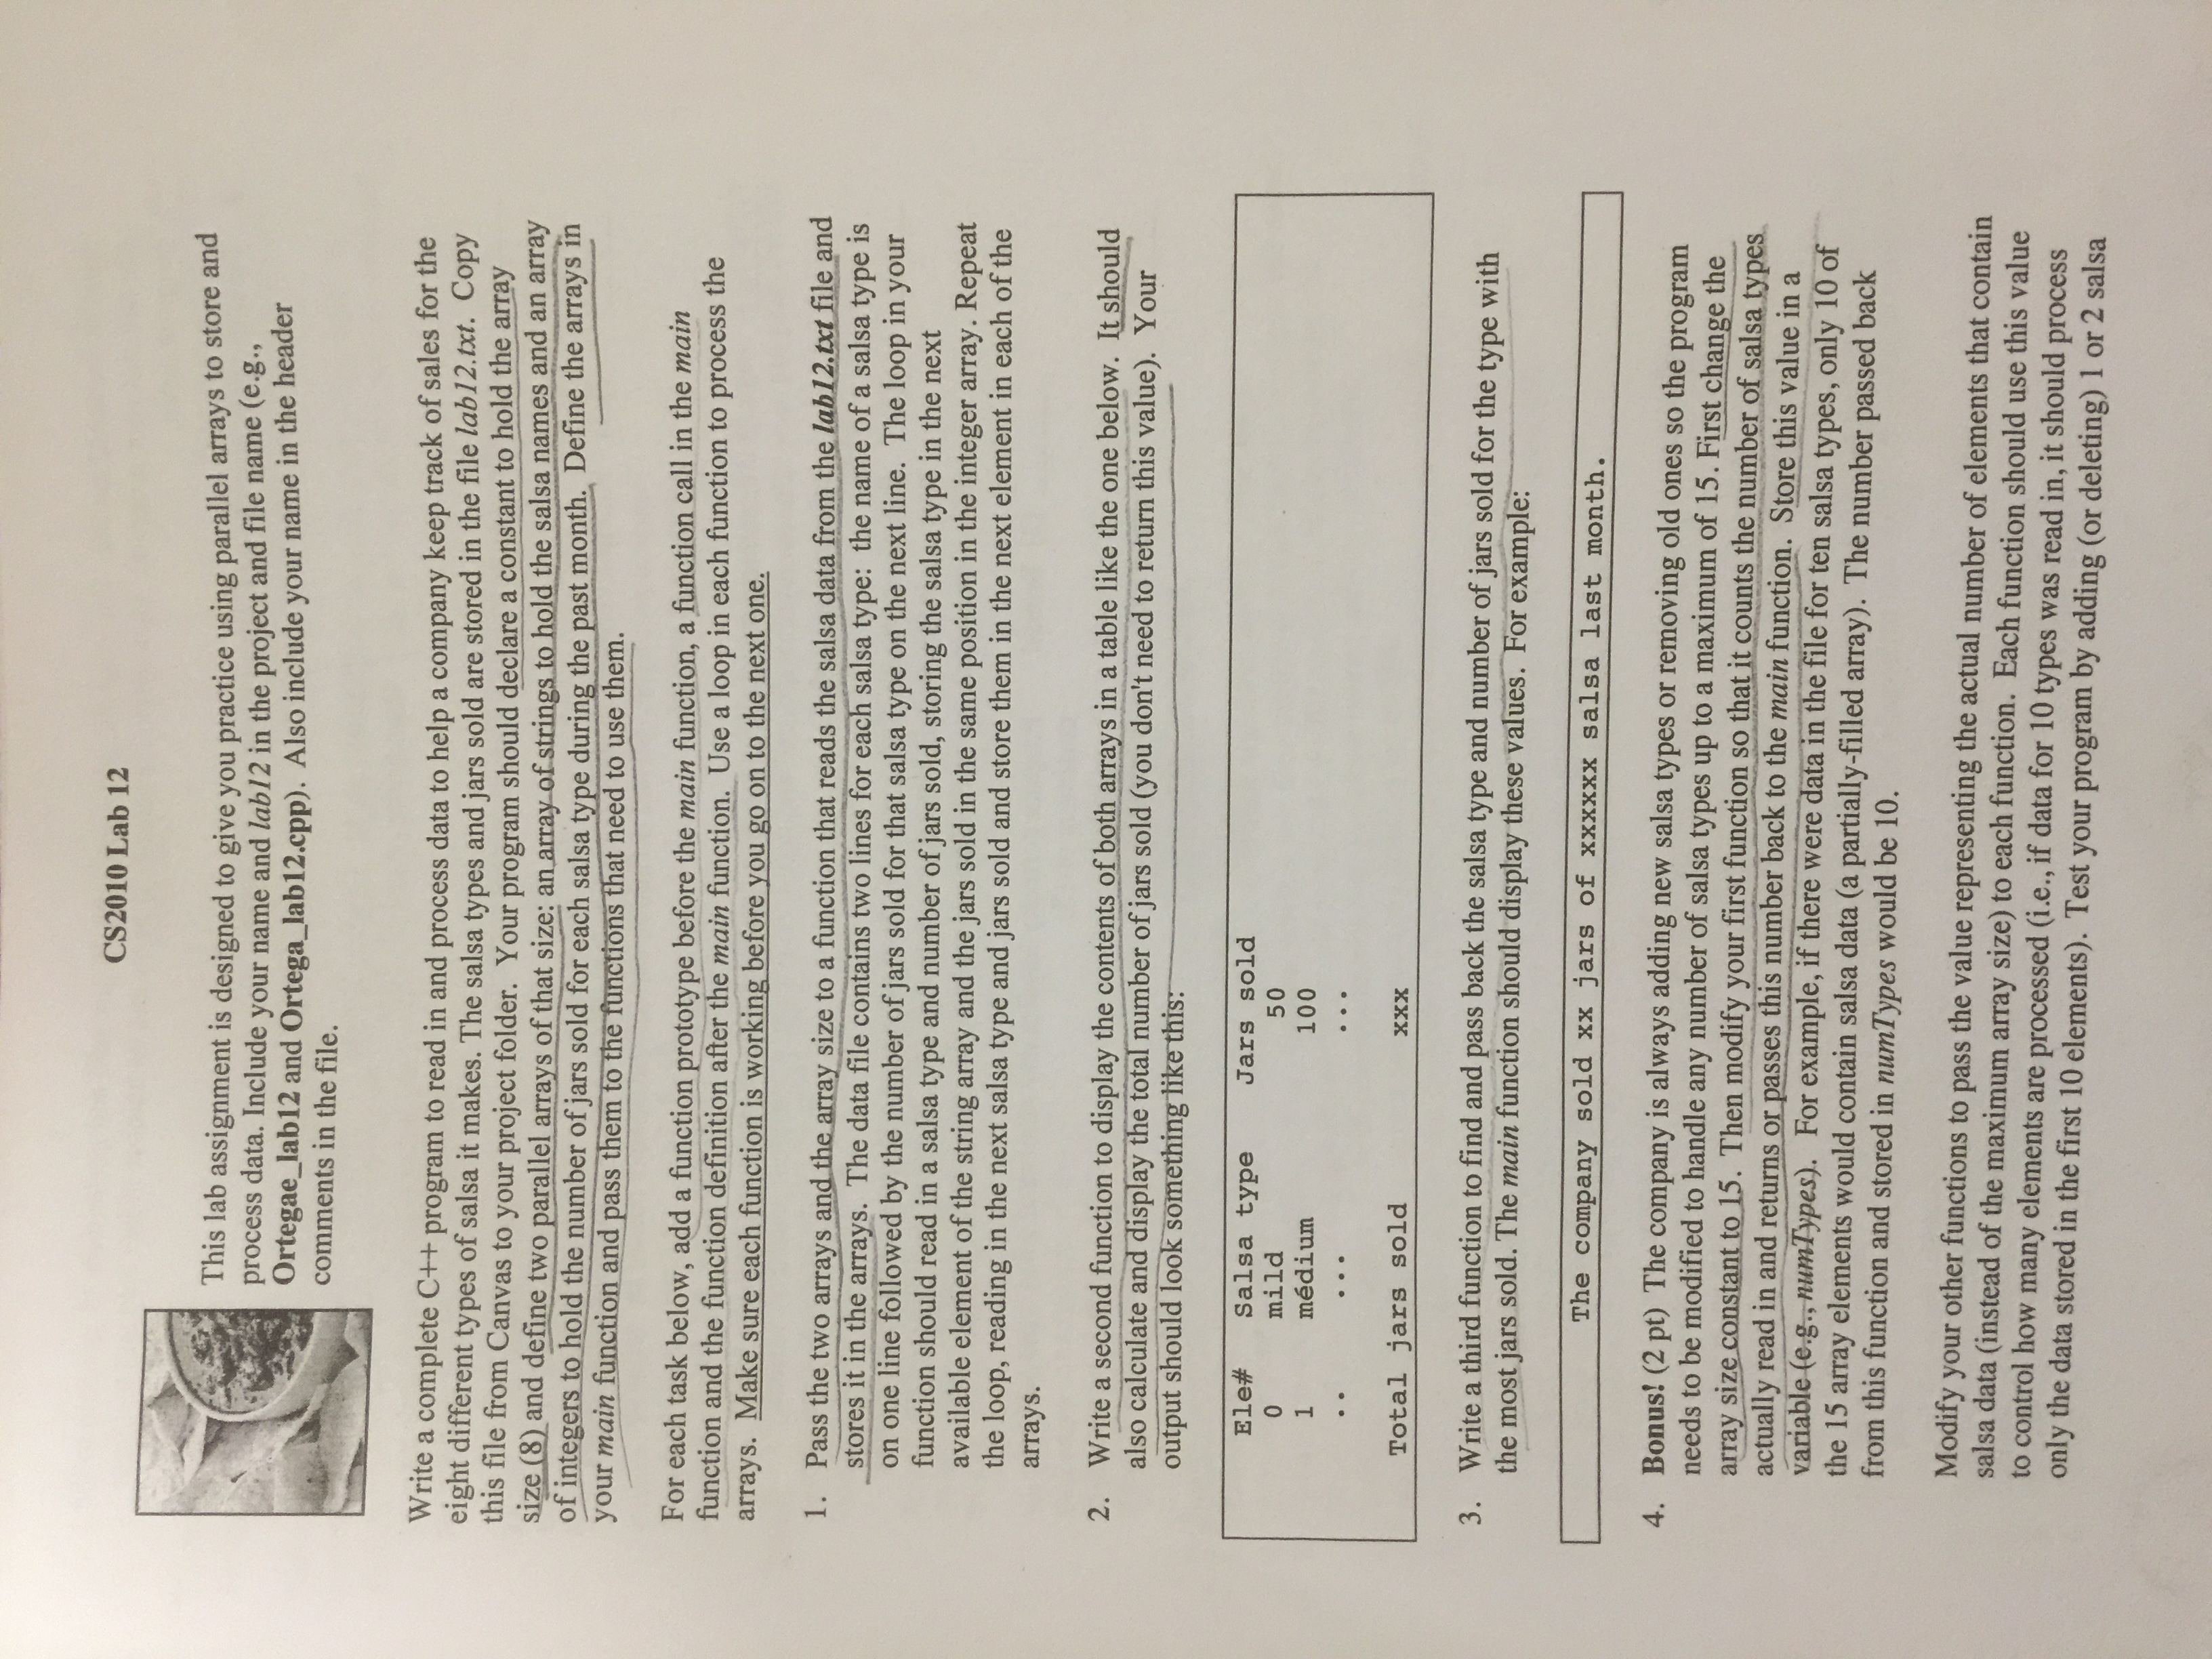 CS2010 Lab 12
This lab assignment is designed to give you practice using parallel arrays to store and
process data. Include your name and lab12 in the project and file name (e.g.,
Ortegae_lab12 and Ortega_lab12.cpp). Also include your name in the header
comments in the file.
Write a complete C++ program to read in and process data to help a company keep track of sales for the
eight different types of salsa it makes. The salsa types and jars sold are stored in the file lab12.txt. Copy
this file from Canvas to your project folder. Your program should declare a constant to hold the array
size (8) and define two parallel arrays of that size: an array of strings to hold the salsa names and an array
of integers to hold the number of jars sold for each salsa type during the past month. Define the arrays in
your main function and pass them to the functions that need to use them.
For each task below, add a function prototype before the main function, a function call in the main
function and the function definition after the main function. Use a loop in each function to process the
arrays. Make sure each function is working before you go on to the next one.
1. Pass the two arrays and the array size to a function that reads the salsa data from the lab12.txt file and
stores it in the arrays. The data file contains two lines for each salsa type: the name of a salsa type is
on one line followed by the number of jars sold for that salsa type on the next line. The loop in your
function should read in a salsa type and number of jars sold, storing the salsa type in the next
available element of the string array and the jars sold in the same position in the integer array. Repeat
the loop, reading in the next salsa type and jars sold and store them in the next element in each of the
arrays.
2. Write a second function to display the contents of both arrays in a table like the one below. It should
also calculate and display the total number of jars sold (you don't need to return this value). Your
output should look something like this:
Ele# Salsa type Jars sold
0 mild 50
1 médium 100
.. ... ...
Total jars sold xxx
3. Write a third function to find and pass back the salsa type and number of jars sold for the type with
the most jars sold. The main function should display these values. For example:
The company sold xx jars of xxxxxx salsa last month.
4. Bonus! (2 pt) The company is always adding new salsa types or removing old ones so the program
needs to be modified to handle any number of salsa types up to a maximum of 15. First change the
array size constant to 15. Then modify your first function so that it counts the number of salsa types
actually read in and returns or passes this number back to the main function. Store this value in a
variable (e.g., numTypes). For example, if there were data in the file for ten salsa types, only 10 of
the 15 array elements would contain salsa data (a partially-filled array). The number passed back
from this function and stored in numTypes would be 10.
Modify your other functions to pass the value representing the actual number of elements that contain
salsa data (instead of the maximum array size) to each function. Each function should use this value
to control how many elements are processed (i.e., if data for 10 types was read in, it should process
only the data stored in the first 10 elements). Test your program by adding (or deleting) 1 or 2 salsa